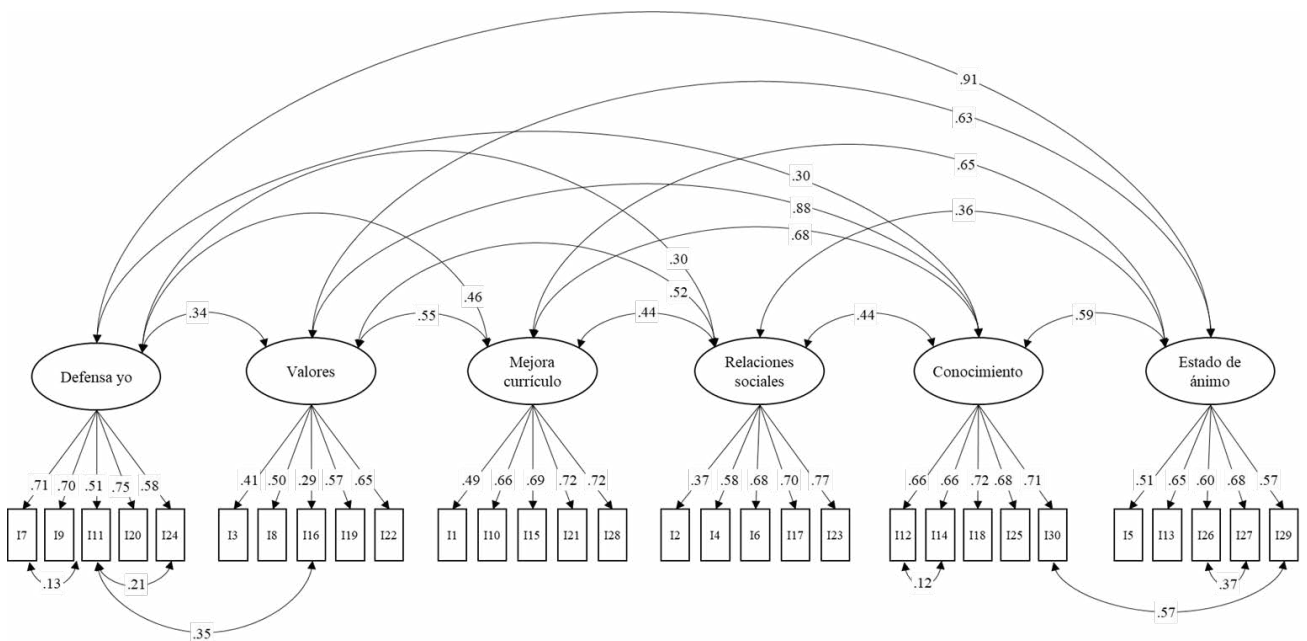 .91
.63
.65
.30
.88
.36
.68
.30
.52
.46
.34
.55
.44
.44
.59
Defensa yo
Valores
Mejora
currículo
Relaciones
sociales
Conocimiento
Estado de
ánimo
.71 .70 .51 .75 .58
.41 .50 .29 .57 .65
.49 .66 .69 .72 .72
.37 .58 .68 .70 .77
.66 .66 .72 .68 .71
.51 .65 .60 .68 .57
I7 I9 I11 I20 I24
I3 I8 I16 I19 I22
I1 I10 I15 I21 I28
I2 I4 I6 I17 I23
I12 I14 I18 I25 I30
I5 I13 I26 I27 I29
.13
.21
.12
.37
.57
.35